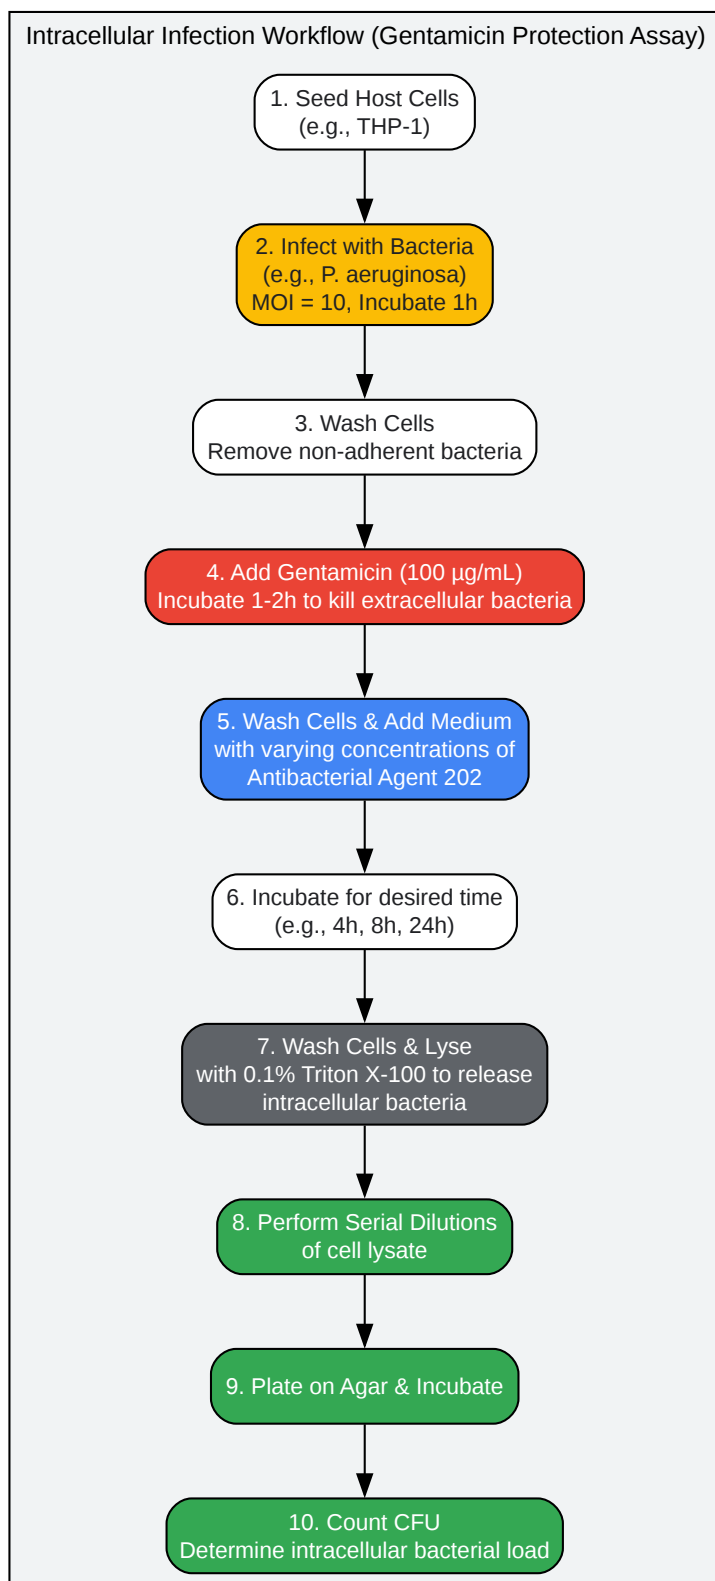 Intracellular Infection Workflow (Gentamicin Protection Assay)
1. Seed Host Cells
(e.g., THP-1)
2. Infect with Bacteria
(e.g., P. aeruginosa)
MOI = 10, Incubate 1h
3. Wash Cells
Remove non-adherent bacteria
4. Add Gentamicin (100 µg/mL)
Incubate 1-2h to kill extracellular bacteria
5. Wash Cells & Add Medium
with varying concentrations of
Antibacterial Agent 202
6. Incubate for desired time
(e.g., 4h, 8h, 24h)
7. Wash Cells & Lyse
with 0.1% Triton X-100 to release
intracellular bacteria
8. Perform Serial Dilutions
of cell lysate
9. Plate on Agar & Incubate
10. Count CFU
Determine intracellular bacterial load